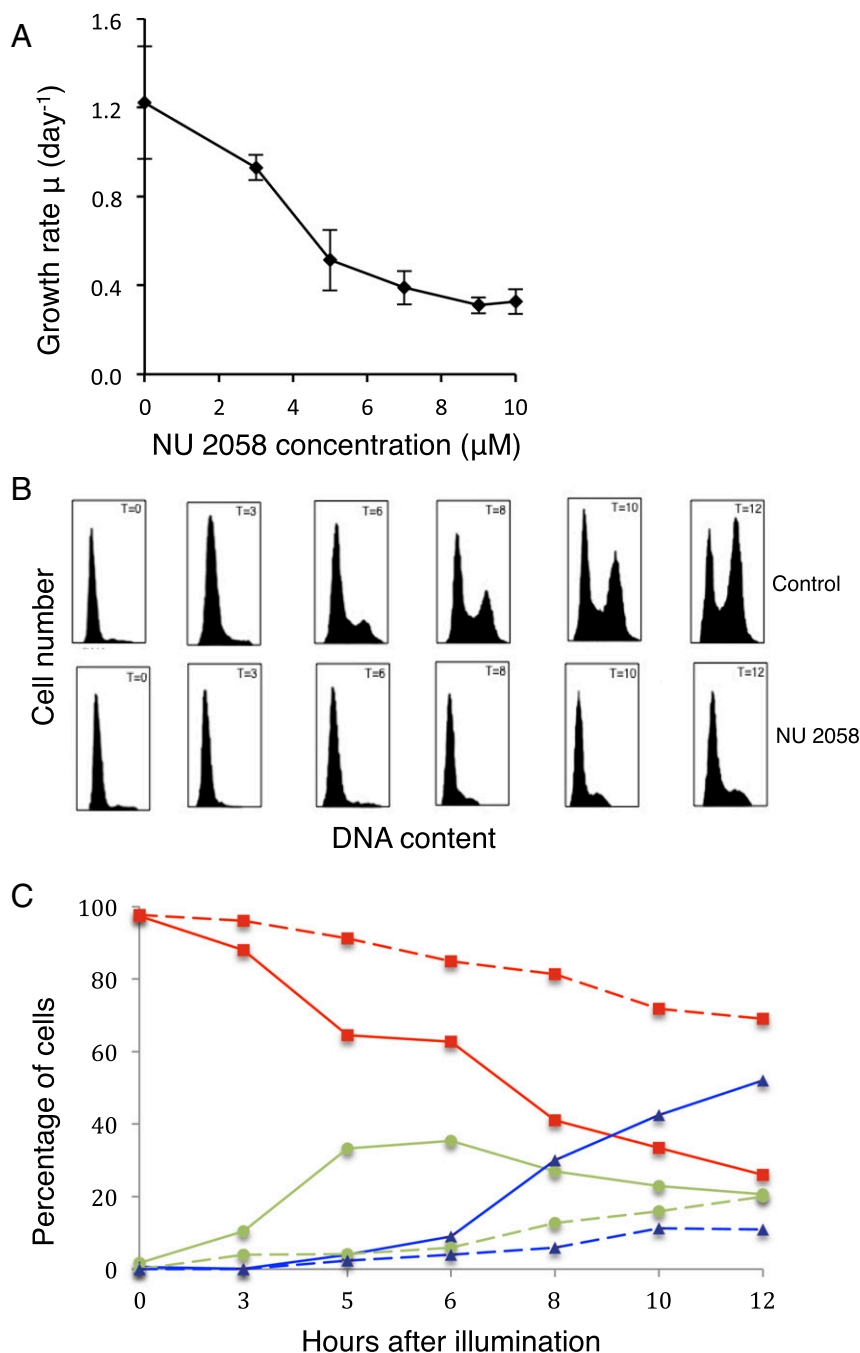 A
1.6
1.2
0.8
0.4
0.0
Growth rate µ (day-1)
0 2 4 6 8 10
NU 2058 concentration (µM)
B
Cell number
T=0 T=3 T=6 T=8 T=10 T=12
Control
T=0 T=3 T=6 T=8 T=10 T=12
NU 2058
DNA content
C
100
80
60
40
20
0
Percentage of cells
0 3 5 6 8 10 12
Hours after illumination